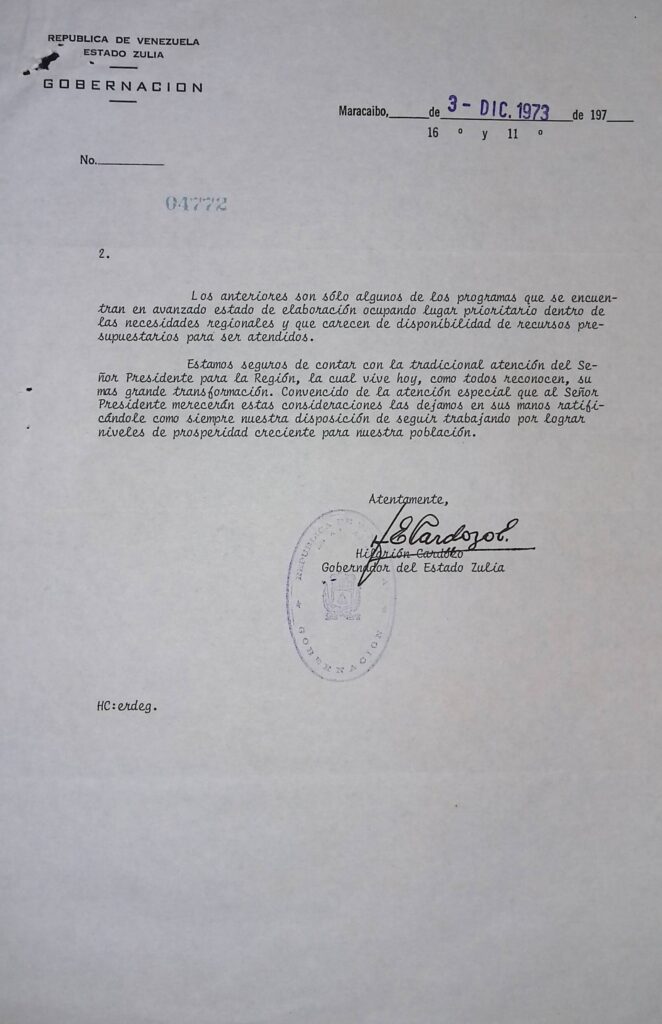 REPUBLICA DE VENEZUELA
ESTADO ZULIA
GOBERNACION
Maracaibo,______de 3 - DIC. 1973 de 197___
16 º y 11 º
No.________
04772
2.
Los anteriores son sólo algunos de los programas que se encuen-
tran en avanzado estado de elaboración ocupando lugar prioritario dentro de
las necesidades regionales y que carecen de disponibilidad de recursos pre-
supuestarios para ser atendidos.
Estamos seguros de contar con la tradicional atención del Se-
ñor Presidente para la Región, la cual vive hoy, como todos reconocen, su
mas grande transformación. Convencido de la atención especial que al Señor
Presidente merecerán estas consideraciones las dejamos en sus manos ratifi-
cándole como siempre nuestra disposición de seguir trabajando por lograr
niveles de prosperidad creciente para nuestra población.
Atentamente,
Hilarión Cardozo
Gobernador del Estado Zulia
REPUBLICA DE
GOBERNACION
HC:erdeg.